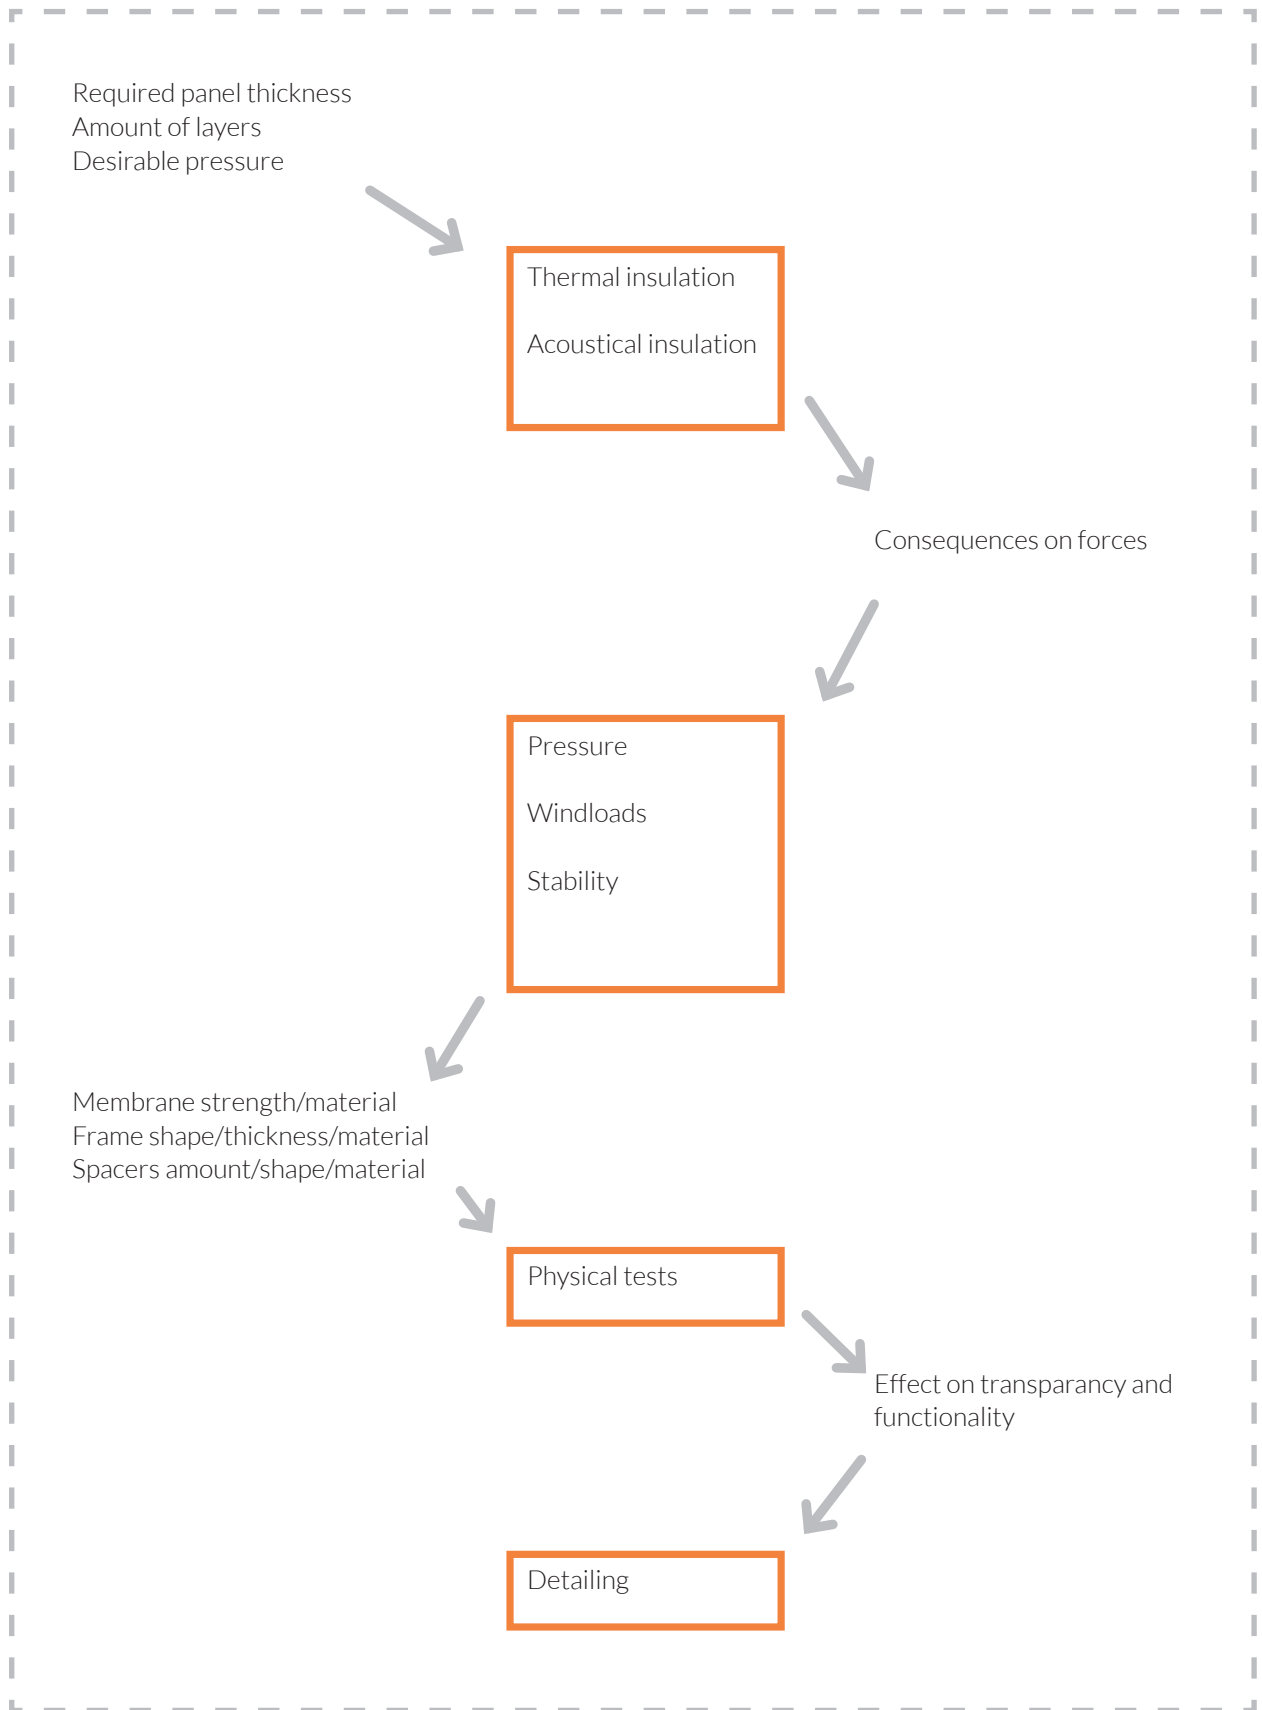 Required panel thickness
Amount of layers
Desirable pressure
Thermal insulation
Acoustical insulation
Consequences on forces
Pressure
Windloads
Stability
Membrane strength/material
Frame shape/thickness/material
Spacers amount/shape/material
Physical tests
Effect on transparancy and
functionality
Detailing